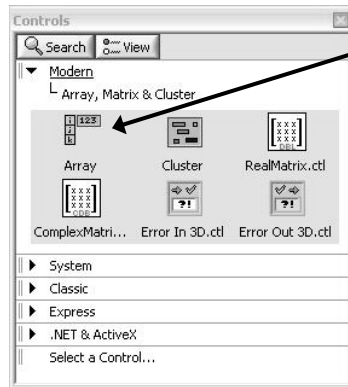 Controls
Search View
Modern
Array, Matrix & Cluster
123
Array Cluster RealMatrix.ctl
ComplexMatri... Error In 3D.ctl Error Out 3D.ctl
System
Classic
Express
.NET & ActiveX
Select a Control...